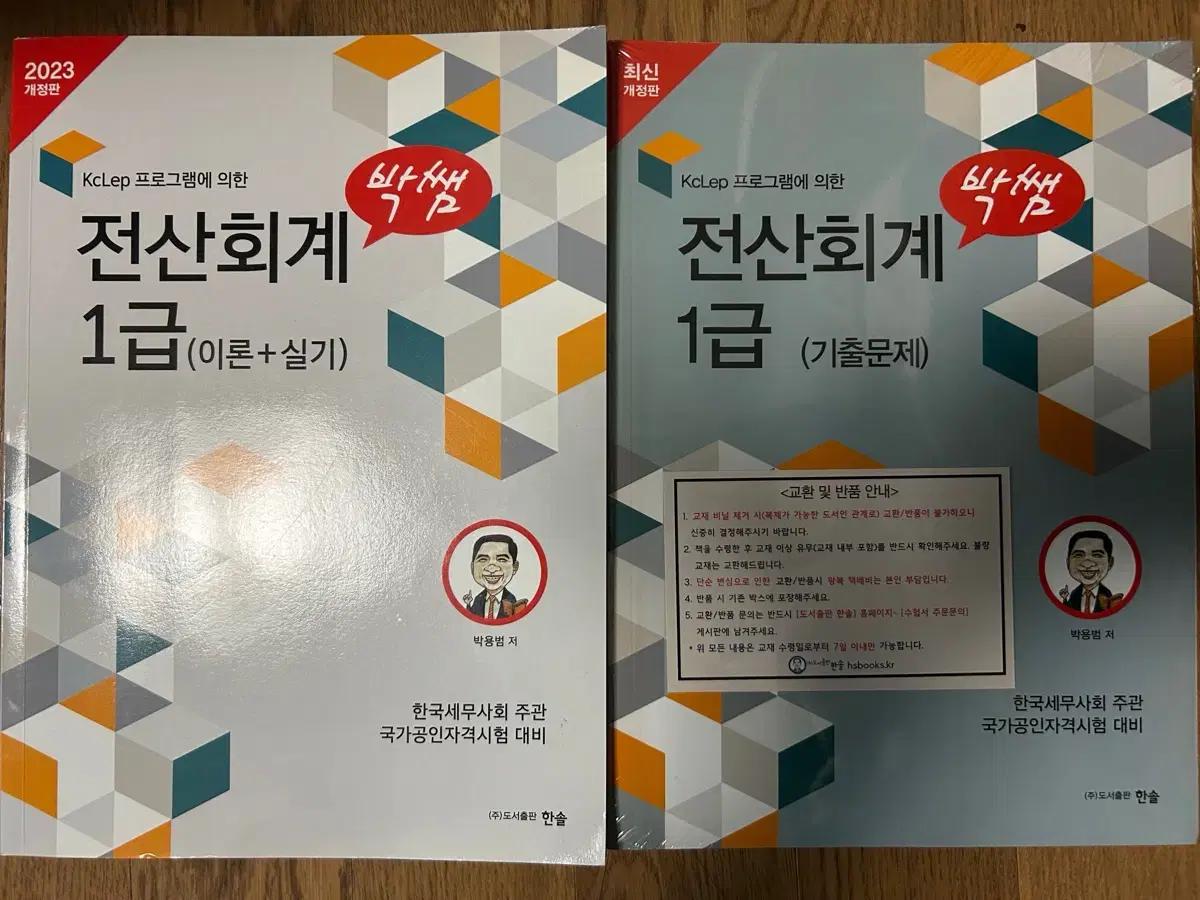 2023
개정판
KcLep 프로그램에 의한
박쌤
전산회계
1급(이론+실기)
박용범 저
한국세무사회 주관
국가공인자격시험 대비
(주)도서출판 한솔
최신
개정판
KcLep 프로그램에 의한
박쌤
전산회계
1급 (기출문제)
<교환 및 반품 안내>
1. 교재 비닐 제거 시(복제가 가능한 도서인 관계로) 교환/반품이 불가하오니
신중히 결정해주시기 바랍니다.
2. 책을 수령한 후 교재 이상 유무(교재 내부 포함)를 반드시 확인해주세요. 불량
교재는 교환해드립니다.
3. 단순 변심으로 인한 교환/반품시 왕복 택배비는 본인 부담입니다.
4. 반품 시 기존 박스에 포장해주세요.
5. 교환/반품 문의는 반드시 [도서출판 한솔] 홈페이지- [수험서 주문문의]
게시판에 남겨주세요.
* 위 모든 내용은 교재 수령일로부터 7일 이내만 가능합니다.
(주)도서출판 한솔 hsbooks.kr
박용범 저
한국세무사회 주관
국가공인자격시험 대비
(주)도서출판 한솔